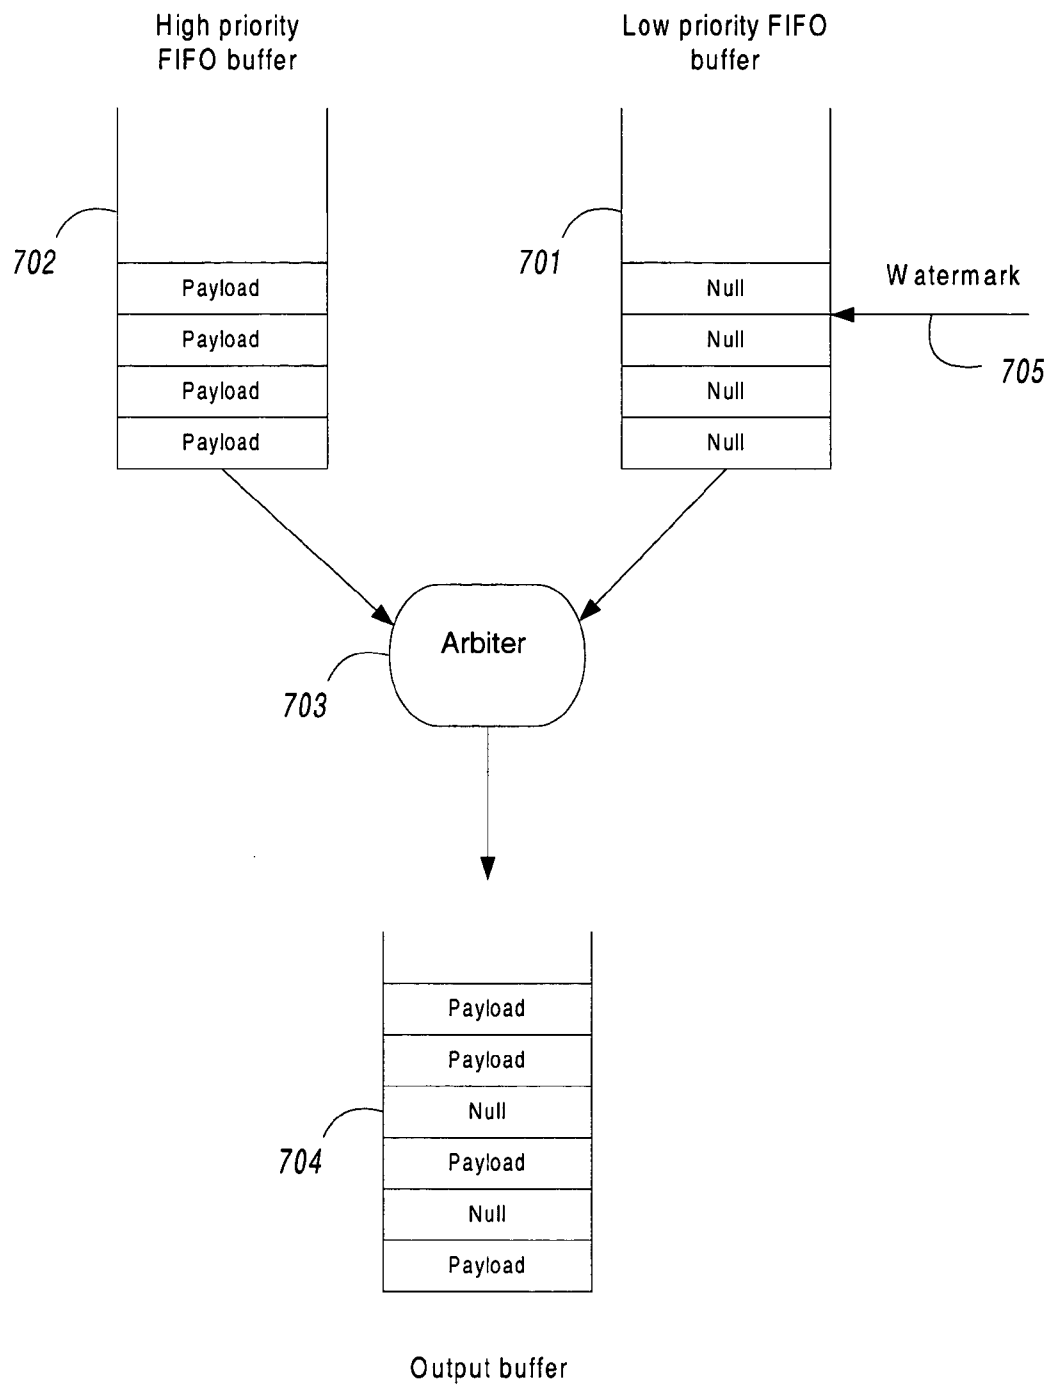 High priority
FIFO buffer
Low priority FIFO
buffer
702
701
Payload
Payload
Payload
Payload
Null
Null
Null
Null
Watermark
705
Arbiter
703
Payload
Payload
Null
Payload
Null
Payload
704
Output buffer